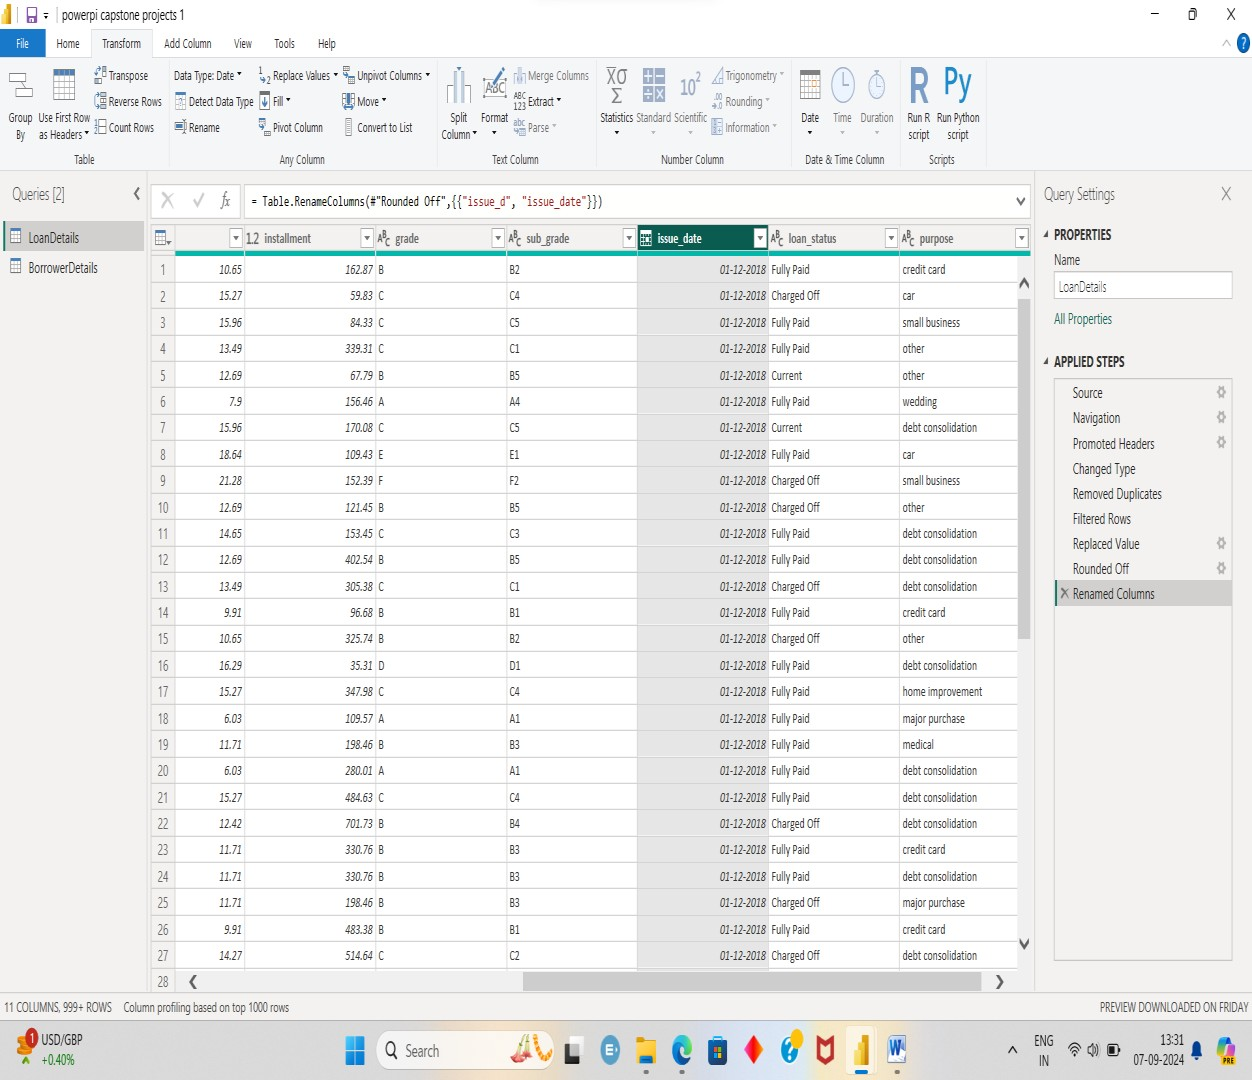 powerpi capstone projects 1
File Home Transform Add Column View Tools Help
Group By
Use First Row as Headers
Transpose
Reverse Rows
Count Rows
Table
Data Type: Date
Detect Data Type
Rename
Replace Values
Fill
Pivot Column
Unpivot Columns
Move
Convert to List
Any Column
Split Column
Format
ABC
Merge Columns
ABC 123 Extract
abc Parse
Text Column
Statistics
Standard
10² Scientific
Trigonometry
.00 Rounding
Information
Number Column
Date
Time
Duration
Date & Time Column
R Run R script
Py Run Python script
Scripts
Queries [2]
LoanDetails
BorrowerDetails
fx = Table.RenameColumns(#"Rounded Off",{{"issue_d", "issue_date"}})
1.2 installment ABC grade ABC sub_grade issue_date ABC loan_status ABC purpose
1 10.65 162.87 B B2 01-12-2018 Fully Paid credit card
2 15.27 59.83 C C4 01-12-2018 Charged Off car
3 15.96 84.33 C C5 01-12-2018 Fully Paid small business
4 13.49 339.31 C C1 01-12-2018 Fully Paid other
5 12.69 67.79 B B5 01-12-2018 Current other
6 7.9 156.46 A A4 01-12-2018 Fully Paid wedding
7 15.96 170.08 C C5 01-12-2018 Current debt consolidation
8 18.64 109.43 E E1 01-12-2018 Fully Paid car
9 21.28 152.39 F F2 01-12-2018 Charged Off small business
10 12.69 121.45 B B5 01-12-2018 Charged Off other
11 14.65 153.45 C C3 01-12-2018 Fully Paid debt consolidation
12 12.69 402.54 B B5 01-12-2018 Fully Paid debt consolidation
13 13.49 305.38 C C1 01-12-2018 Charged Off debt consolidation
14 9.91 96.68 B B1 01-12-2018 Fully Paid credit card
15 10.65 325.74 B B2 01-12-2018 Charged Off other
16 16.29 35.31 D D1 01-12-2018 Fully Paid debt consolidation
17 15.27 347.98 C C4 01-12-2018 Fully Paid home improvement
18 6.03 109.57 A A1 01-12-2018 Fully Paid major purchase
19 11.71 198.46 B B3 01-12-2018 Fully Paid medical
20 6.03 280.01 A A1 01-12-2018 Fully Paid debt consolidation
21 15.27 484.63 C C4 01-12-2018 Fully Paid debt consolidation
22 12.42 701.73 B B4 01-12-2018 Charged Off debt consolidation
23 11.71 330.76 B B3 01-12-2018 Fully Paid credit card
24 11.71 330.76 B B3 01-12-2018 Fully Paid debt consolidation
25 11.71 198.46 B B3 01-12-2018 Charged Off major purchase
26 9.91 483.38 B B1 01-12-2018 Fully Paid credit card
27 14.27 514.64 C C2 01-12-2018 Charged Off debt consolidation
28
Query Settings
PROPERTIES
Name
LoanDetails
All Properties
APPLIED STEPS
Source
Navigation
Promoted Headers
Changed Type
Removed Duplicates
Filtered Rows
Replaced Value
Rounded Off
Renamed Columns
11 COLUMNS, 999+ ROWS Column profiling based on top 1000 rows
PREVIEW DOWNLOADED ON FRIDAY
1 USD/GBP
+0.40%
Search
ENG
IN
13:31
07-09-2024
PRE